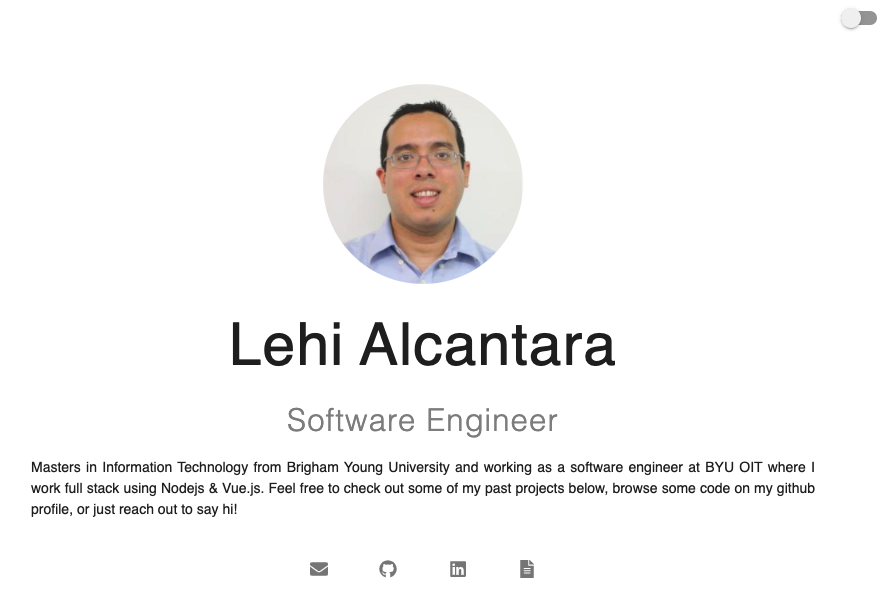 Lehi Alcantara
Software Engineer
Masters in Information Technology from Brigham Young University and working as a software engineer at BYU OIT where I
work full stack using Nodejs & Vue.js. Feel free to check out some of my past projects below, browse some code on my github
profile, or just reach out to say hi!
in